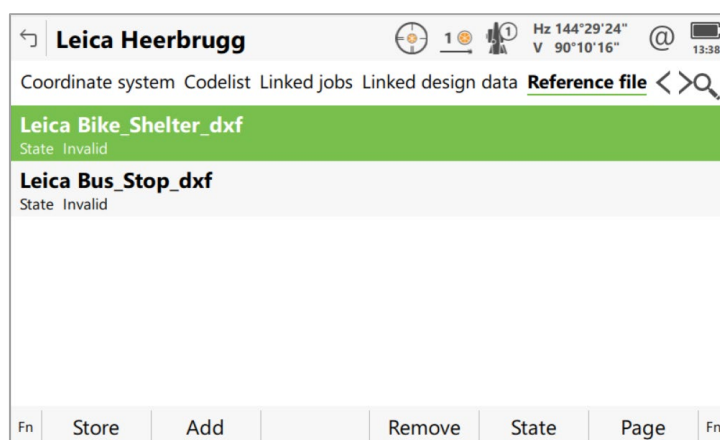 Leica Heerbrugg
1
1
Hz 144°29'24"
V 90°10'16"
@
13:38
Coordinate system Codelist Linked jobs Linked design data Reference file
Leica Bike_Shelter_dxf
State Invalid
Leica Bus_Stop_dxf
State Invalid
Fn Store Add Remove State Page Fn